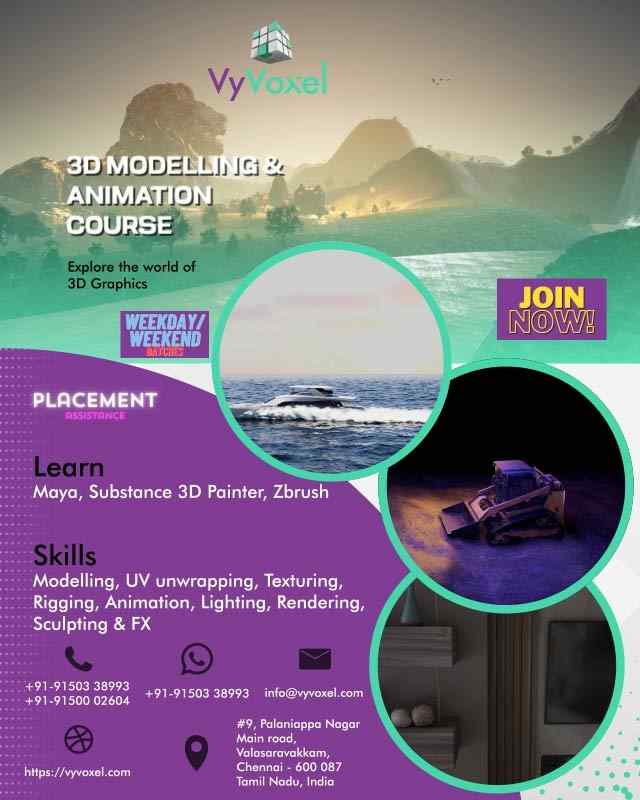 VyVoxel
3D MODELLING &
ANIMATION
COURSE
Explore the world of
3D Graphics
WEEKDAY/
WEEKEND
BATCHES
JOIN
NOW!
PLACEMENT
ASSISTANCE
Learn
Maya, Substance 3D Painter, Zbrush
Skills
Modelling, UV unwrapping, Texturing,
Rigging, Animation, Lighting, Rendering,
Sculpting & FX
+91-91503 38993
+91-91500 02604
+91-91503 38993
info@vyvoxel.com
https://vyvoxel.com
#9, Palaniappa Nagar
Main road,
Valasaravakkam,
Chennai - 600 087
Tamil Nadu, India